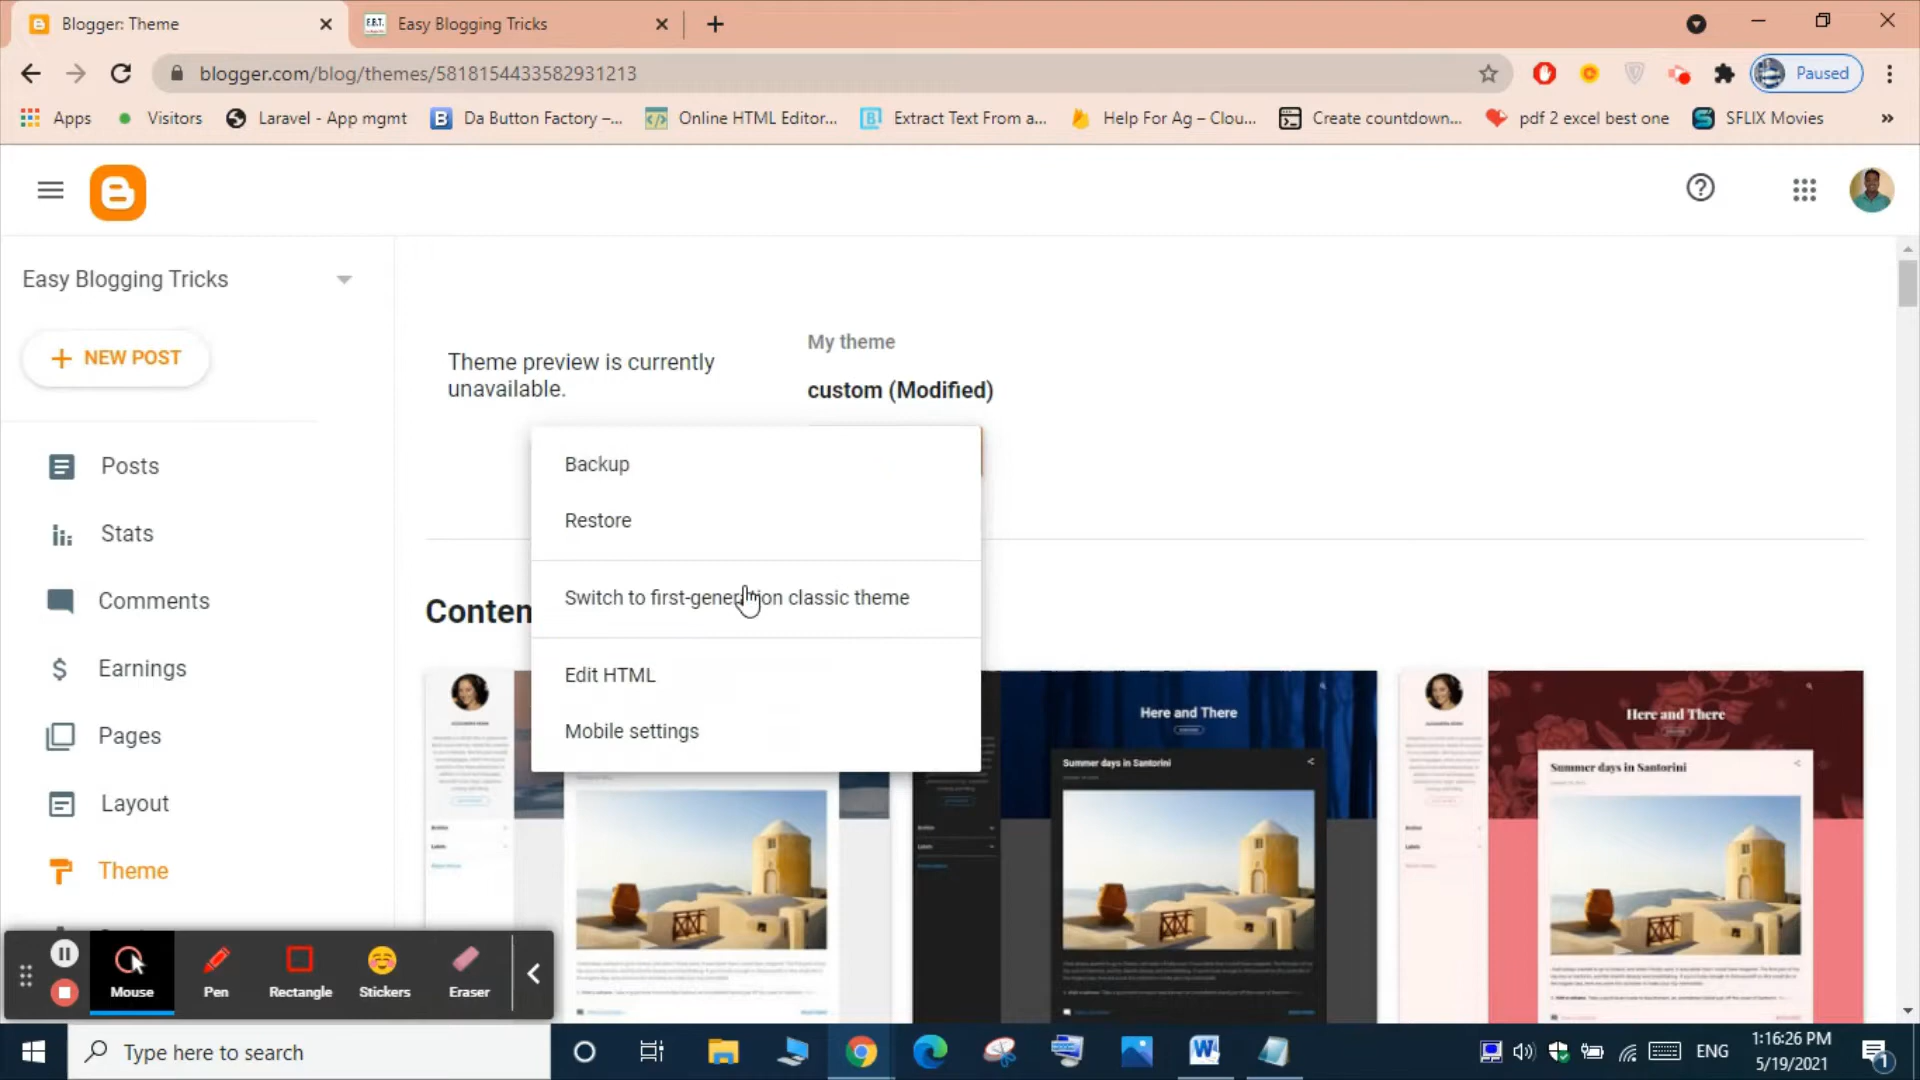 Blogger: Theme
E.B.T.
Easy Blogging Tricks
blogger.com/blog/themes/5818154433582931213
Paused
Apps
Visitors
Laravel - App mgmt
Da Button Factory –...
Online HTML Editor...
Extract Text From a...
Help For Ag – Clou...
Create countdown...
pdf 2 excel best one
SFLIX Movies
»
Easy Blogging Tricks
NEW POST
Posts
Stats
Comments
Earnings
Pages
Layout
Theme
Theme preview is currently
unavailable.
My theme
custom (Modified)
Backup
Restore
Switch to first-generation classic theme
Edit HTML
Mobile settings
Conten
Here and There
Summer days in Santorini
Here and There
Summer days in Santorini
Mouse
Pen
Rectangle
Stickers
Eraser
Type here to search
ENG
1:16:26 PM
5/19/2021
1